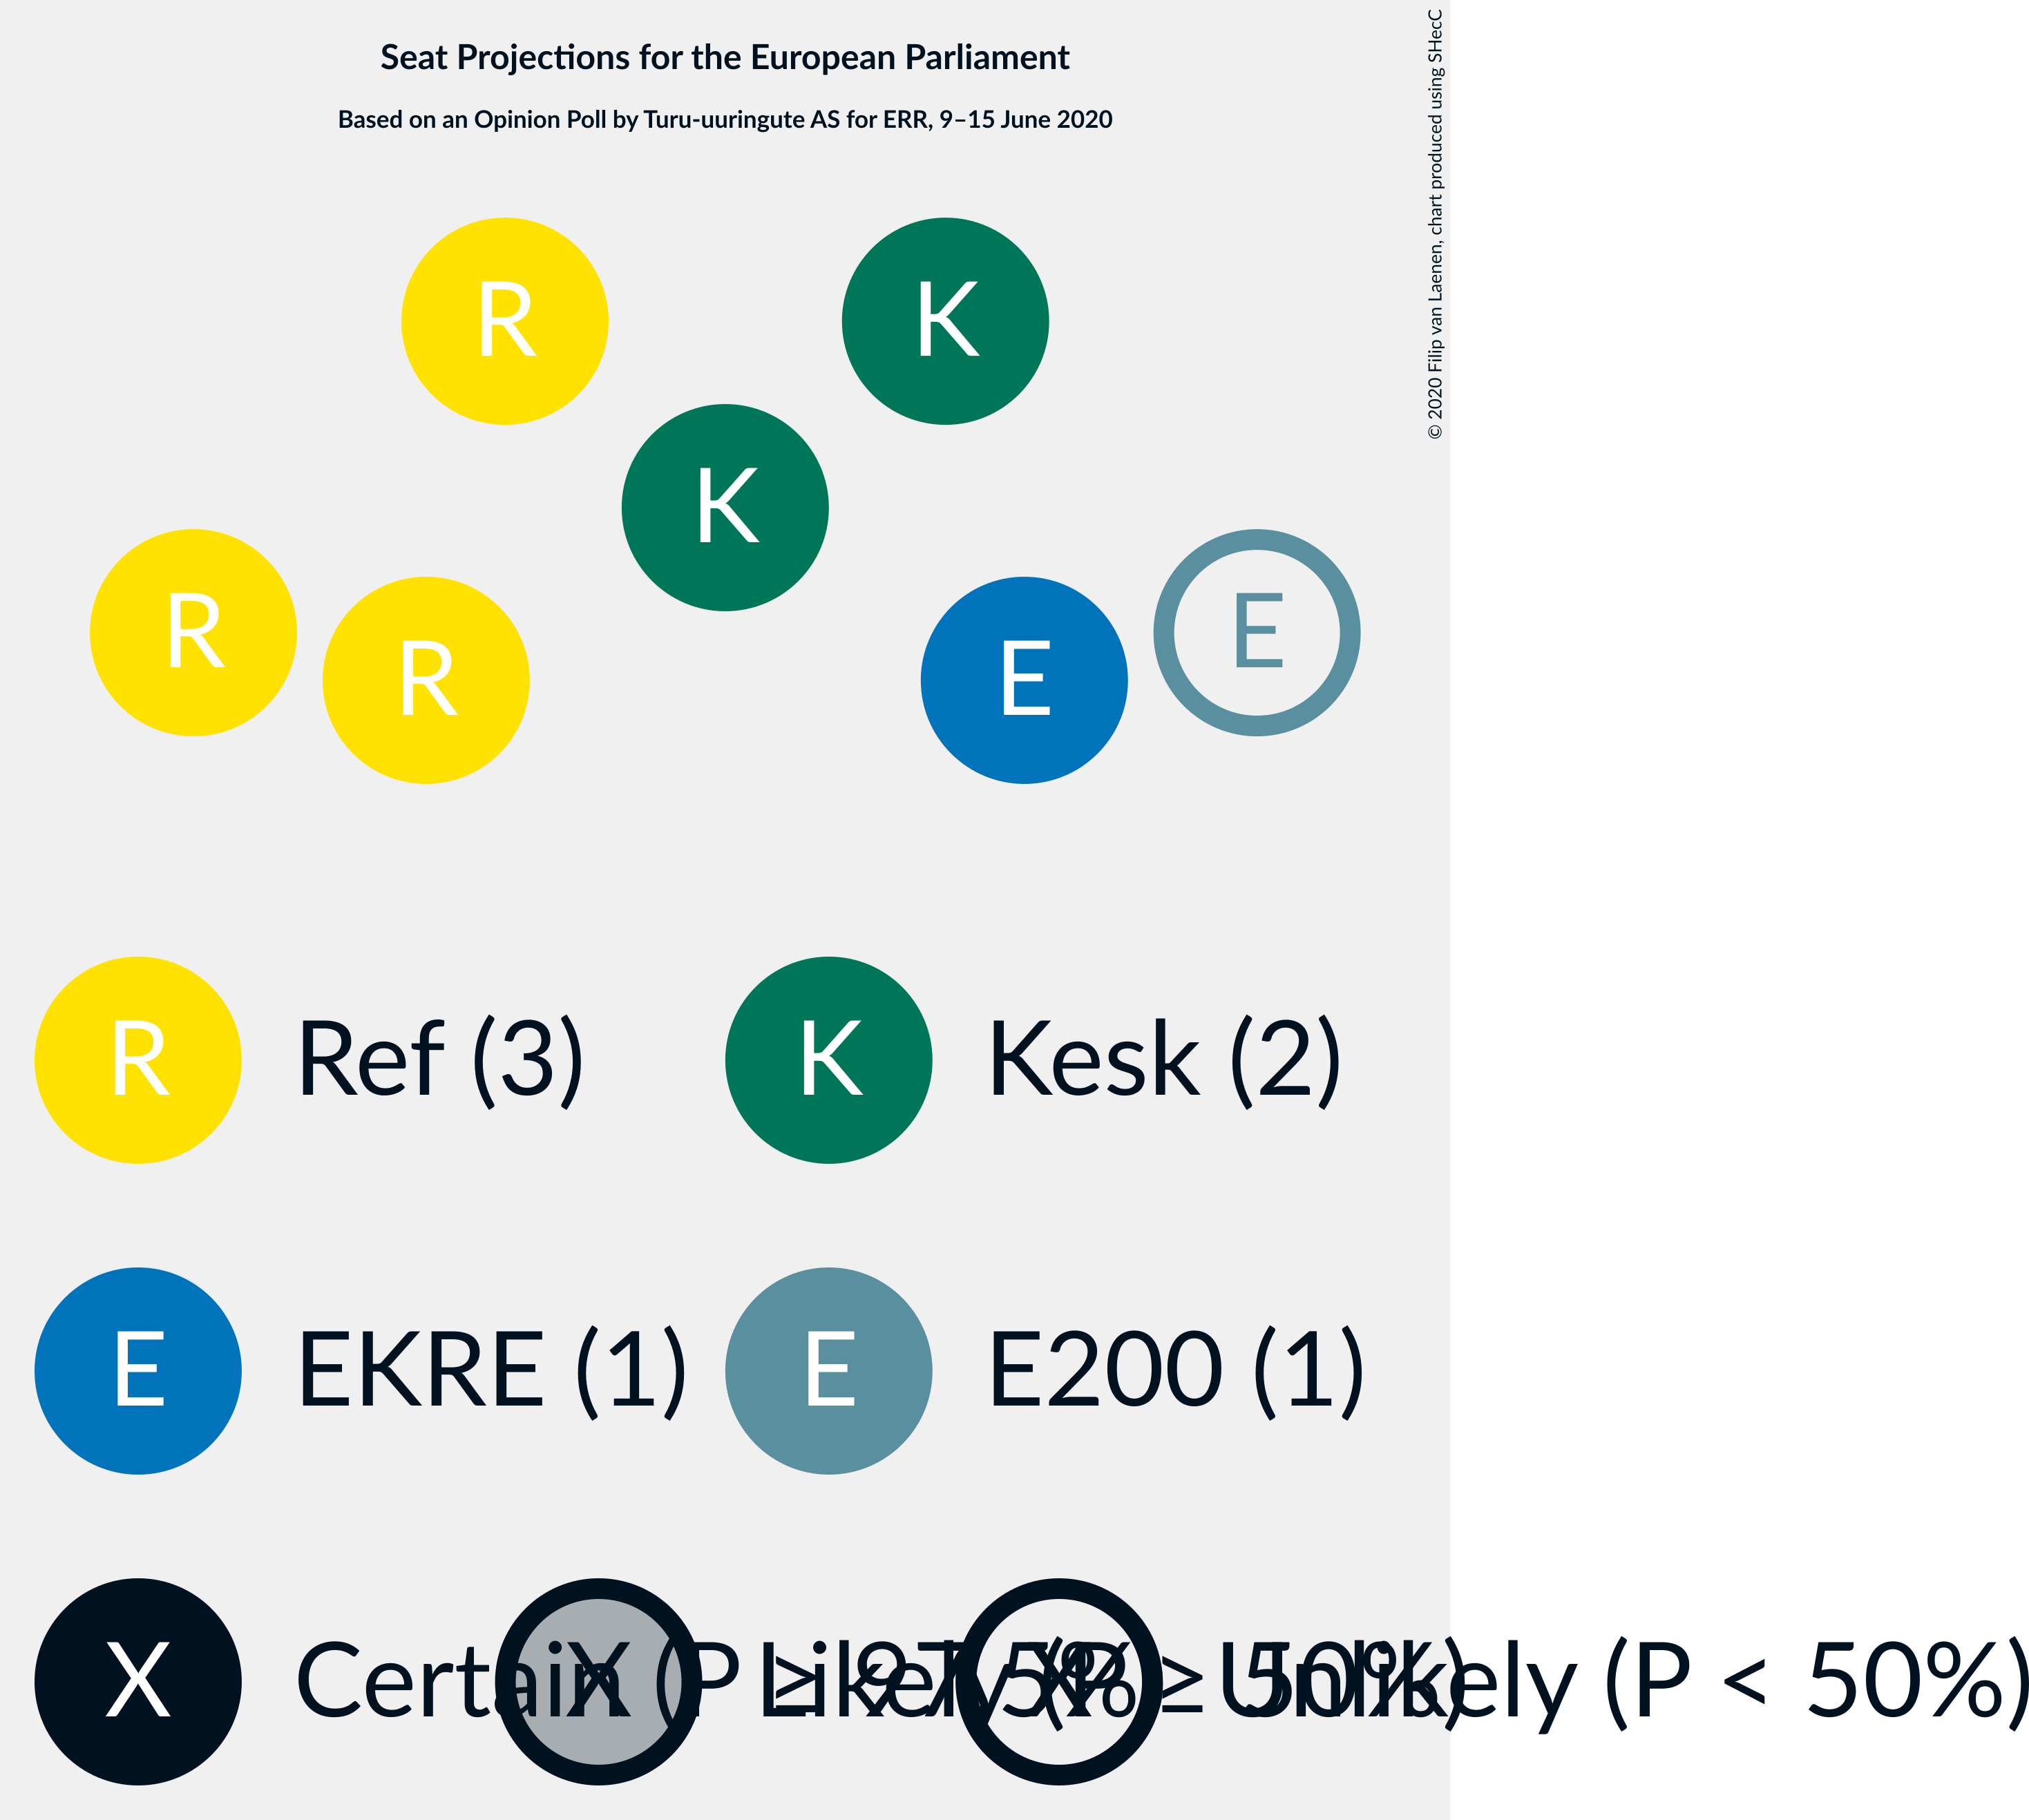 Seat Projections for the European Parliament
Based on an Opinion Poll by Turu-uuringute AS for ERR, 9–15 June 2020
© 2020 Filip van Laenen, chart produced using SHecC
R K
K
R E
R E
R Ref (3) K Kesk (2)
E EKRE (1) E E200 (1)
X Certain (P ≥ 95%) X Likely (P ≥ 50%) X Unlikely (P < 50%)